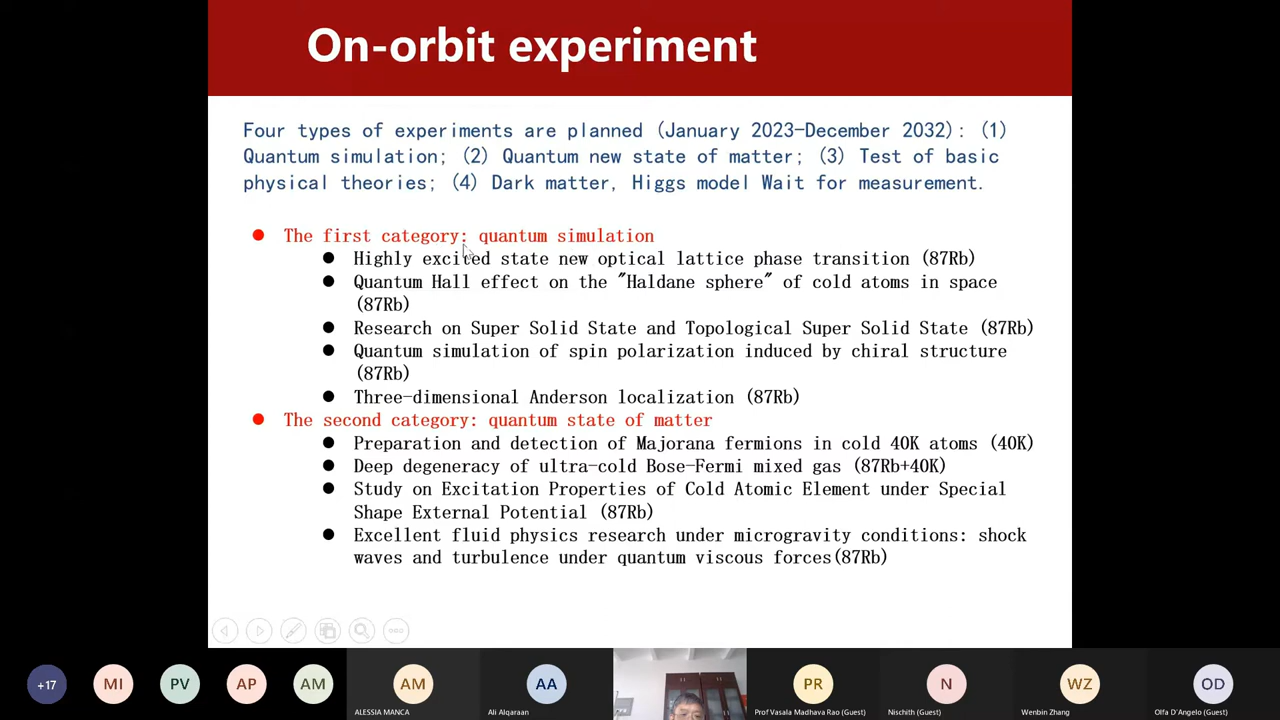 On-orbit experiment
Four types of experiments are planned (January 2023-December 2032): (1)
Quantum simulation; (2) Quantum new state of matter; (3) Test of basic
physical theories; (4) Dark matter, Higgs model Wait for measurement.
The first category: quantum simulation
Highly excited state new optical lattice phase transition (87Rb)
Quantum Hall effect on the "Haldane sphere" of cold atoms in space
(87Rb)
Research on Super Solid State and Topological Super Solid State (87Rb)
Quantum simulation of spin polarization induced by chiral structure
(87Rb)
Three-dimensional Anderson localization (87Rb)
The second category: quantum state of matter
Preparation and detection of Majorana fermions in cold 40K atoms (40K)
Deep degeneracy of ultra-cold Bose-Fermi mixed gas (87Rb+40K)
Study on Excitation Properties of Cold Atomic Element under Special
Shape External Potential (87Rb)
Excellent fluid physics research under microgravity conditions: shock
waves and turbulence under quantum viscous forces(87Rb)
+17 MI PV AP AM AM AA PR N WZ OD
ALESSIA MANCA Ali Alqaraan Prof Vasala Madhava Rao (Guest) Nischith (Guest) Wenbin Zhang Olfa D'Angelo (Guest)